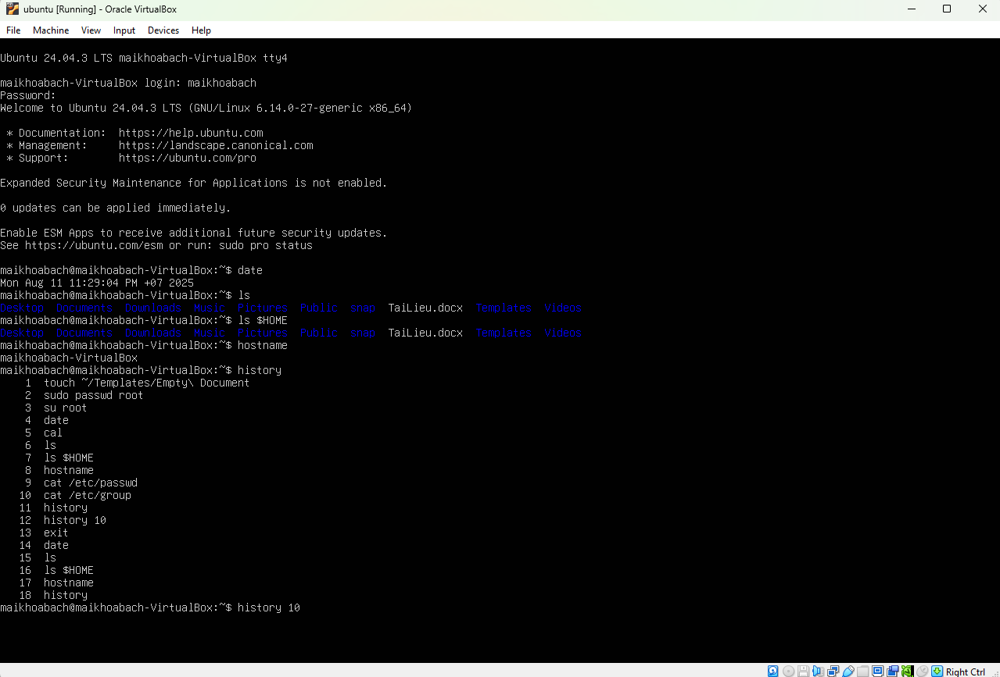 ubuntu [Running] - Oracle VirtualBox
File Machine View Input Devices Help
Ubuntu 24.04.3 LTS maikhoabach-VirtualBox tty4
maikhoabach-VirtualBox login: maikhoabach
Password:
Welcome to Ubuntu 24.04.3 LTS (GNU/Linux 6.14.0-27-generic x86_64)
 * Documentation:  https://help.ubuntu.com
 * Management:     https://landscape.canonical.com
 * Support:        https://ubuntu.com/pro
Expanded Security Maintenance for Applications is not enabled.
0 updates can be applied immediately.
Enable ESM Apps to receive additional future security updates.
See https://ubuntu.com/esm or run: sudo pro status
maikhoabach@maikhoabach-VirtualBox:~$ date
Mon Aug 11 11:29:04 PM +07 2025
maikhoabach@maikhoabach-VirtualBox:~$ ls
Desktop  Documents  Downloads  Music  Pictures  Public  snap  TaiLieu.docx  Templates  Videos
maikhoabach@maikhoabach-VirtualBox:~$ ls $HOME
Desktop  Documents  Downloads  Music  Pictures  Public  snap  TaiLieu.docx  Templates  Videos
maikhoabach@maikhoabach-VirtualBox:~$ hostname
maikhoabach-VirtualBox
maikhoabach@maikhoabach-VirtualBox:~$ history
    1  touch ~/Templates/Empty\ Document
    2  sudo passwd root
    3  su root
    4  date
    5  cal
    6  ls
    7  ls $HOME
    8  hostname
    9  cat /etc/passwd
   10  cat /etc/group
   11  history
   12  history 10
   13  exit
   14  date
   15  ls
   16  ls $HOME
   17  hostname
   18  history
maikhoabach@maikhoabach-VirtualBox:~$ history 10
Right Ctrl